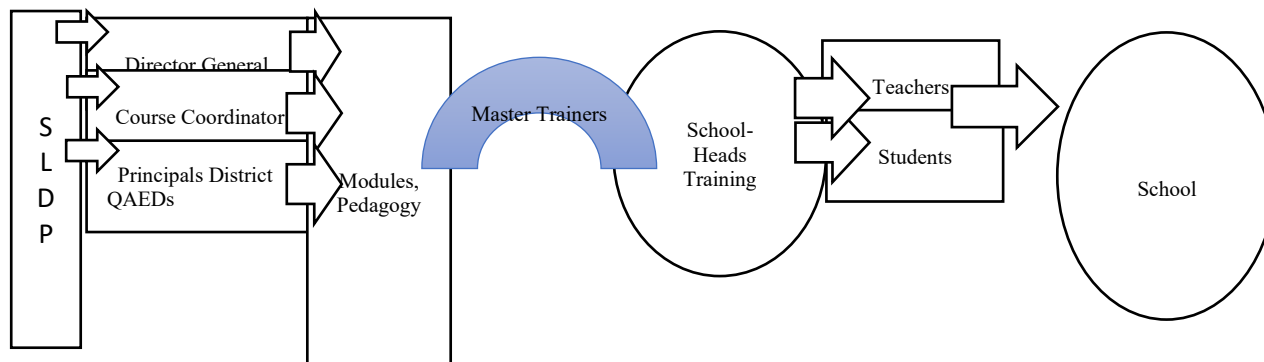 S
L
D
P
Director General
Course Coordinator
Principals District
QAEDs
Modules,
Pedagogy
Master Trainers
School-
Heads
Training
Teachers
Students
School